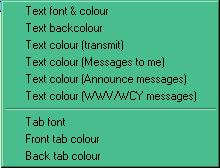 Text font & colour
Text backcolour
Text colour (transmit)
Text colour (Messages to me)
Text colour (Announce messages)
Text colour (WWV/WCY messages)
Tab font
Front tab colour
Back tab colour